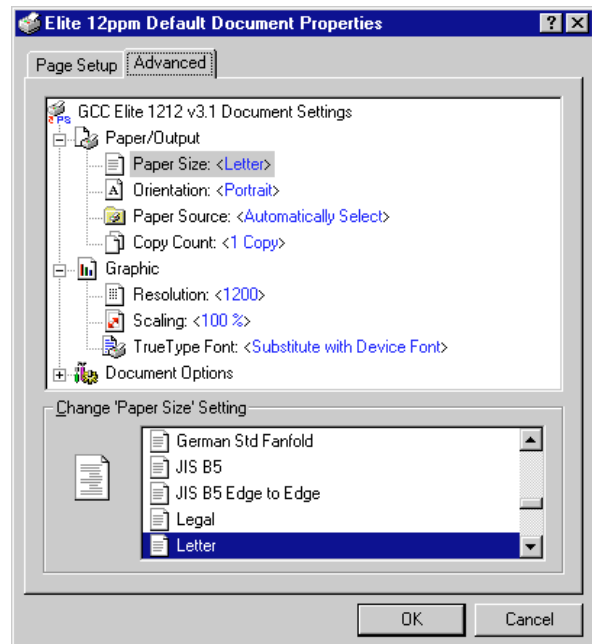 Elite 12ppm Default Document Properties
Page Setup
Advanced
GCC Elite 1212 v3.1 Document Settings
Paper/Output
Paper Size: <Letter>
Orientation: <Portrait>
Paper Source: <Automatically Select>
Copy Count: <1 Copy>
Graphic
Resolution: <1200>
Scaling: <100 %>
TrueType Font: <Substitute with Device Font>
Document Options
Change 'Paper Size' Setting
German Std Fanfold
JIS B5
JIS B5 Edge to Edge
Legal
Letter
OK
Cancel